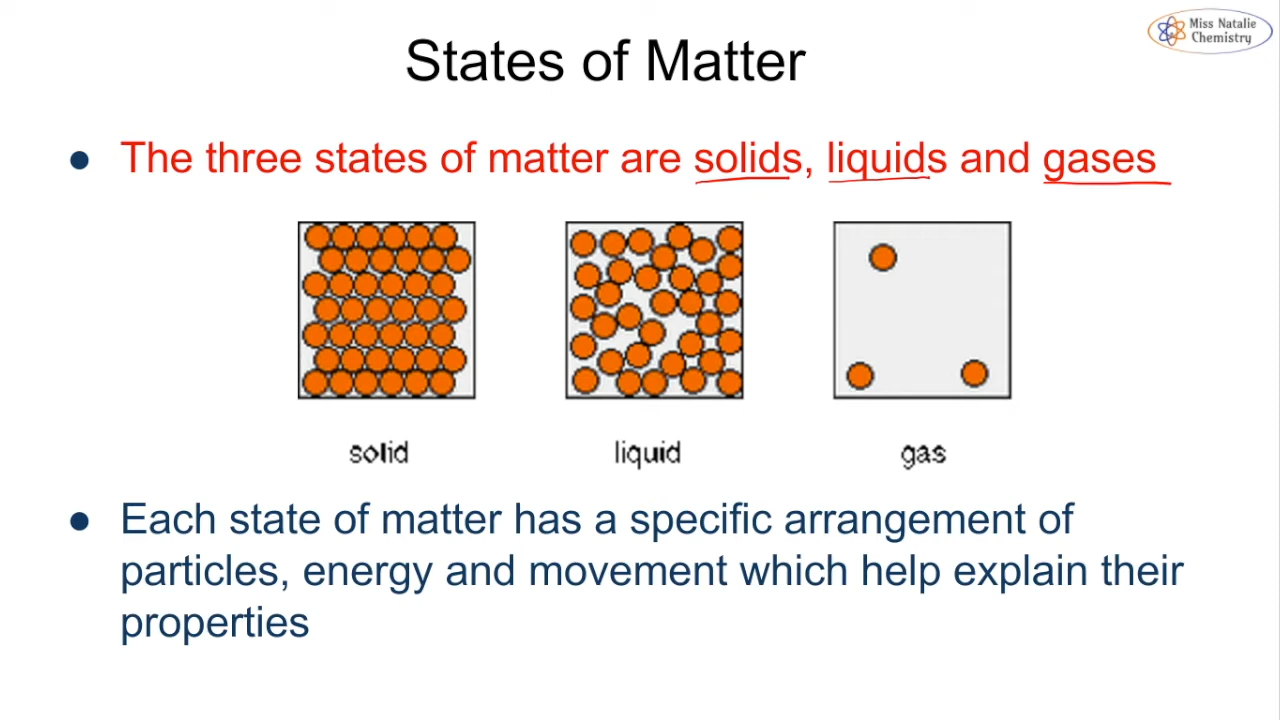 Miss Natalie
Chemistry
States of Matter
● The three states of matter are solids, liquids and gases
solid
liquid
gas
● Each state of matter has a specific arrangement of
particles, energy and movement which help explain their
properties